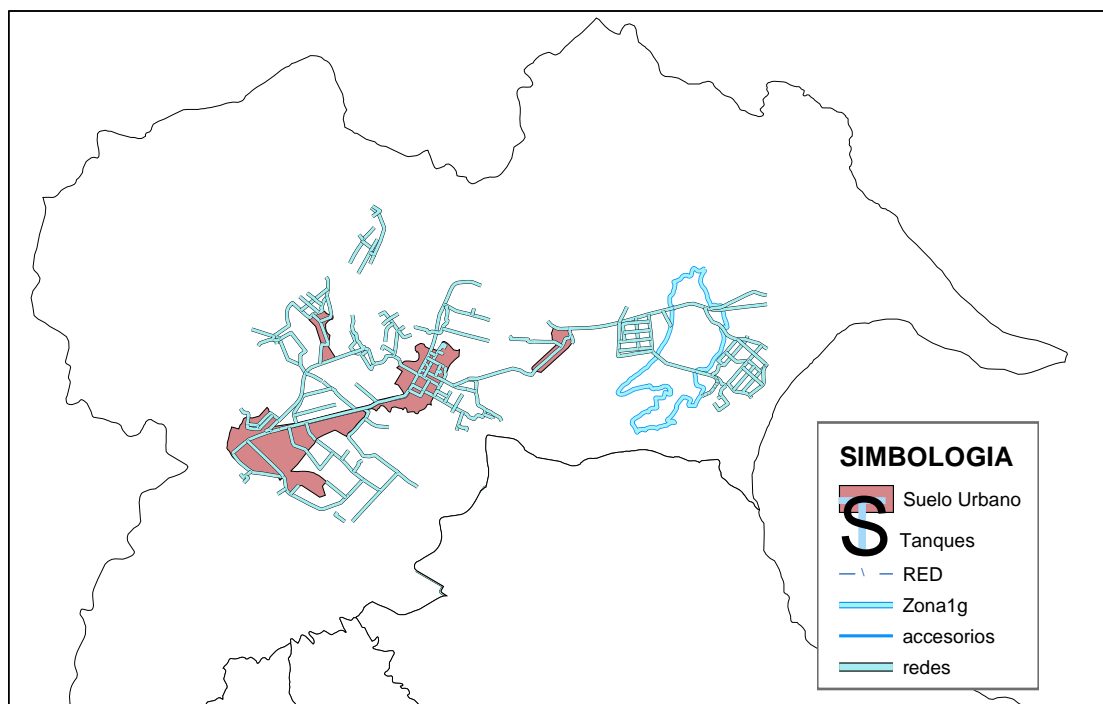 SIMBOLOGIA
Suelo Urbano
S
Tanques
RED
Zona1g
accesorios
redes